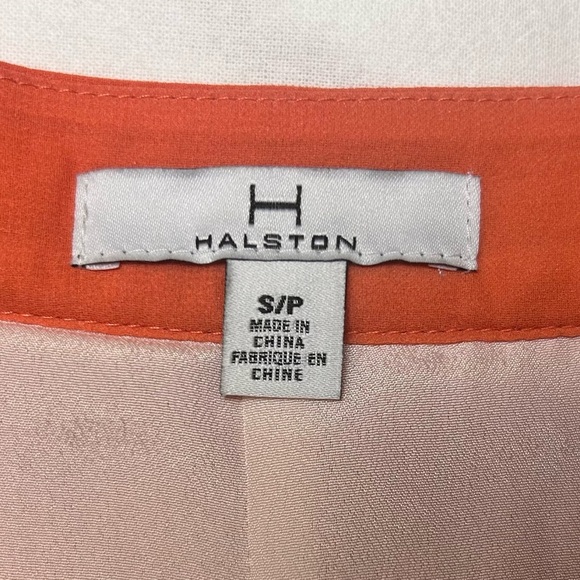 H
HALSTON
S/P
MADE IN
CHINA
FABRIQUE EN
CHINE